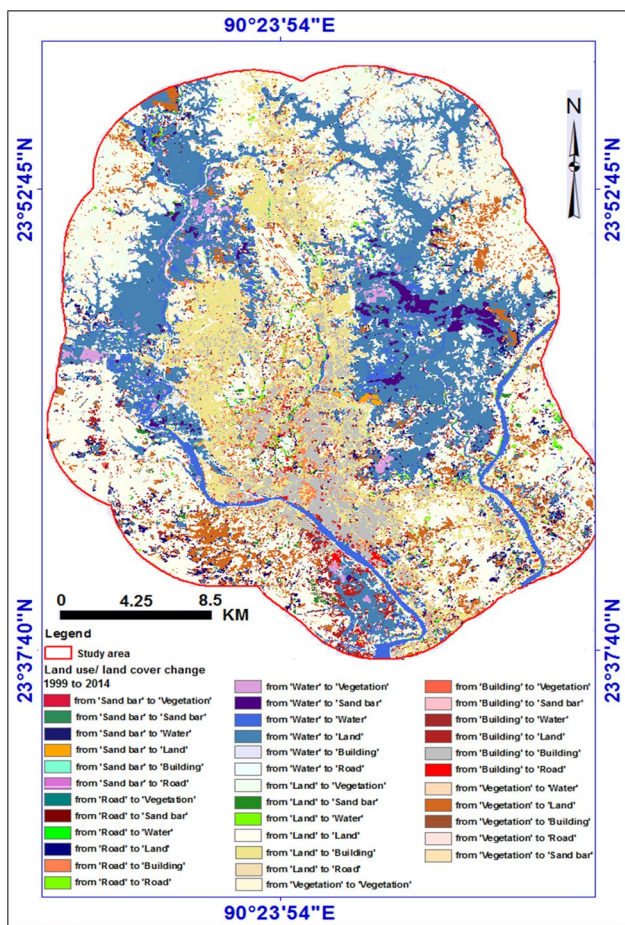 90°23'54"E
23°52'45"N
23°52'45"N
N
0 4.25 8.5
KM
23°37'40"N
23°37'40"N
Legend
Study area
Land use/ land cover change
1999 to 2014
from 'Sand bar' to 'Vegetation'
from 'Sand bar' to 'Sand bar'
from 'Sand bar' to 'Water'
from 'Sand bar' to 'Land'
from 'Sand bar' to 'Building'
from 'Sand bar' to 'Road'
from 'Road' to 'Vegetation'
from 'Road' to 'Sand bar'
from 'Road' to 'Water'
from 'Road' to 'Land'
from 'Road' to 'Building'
from 'Road' to 'Road'
from 'Water' to 'Vegetation'
from 'Water' to 'Sand bar'
from 'Water' to 'Water'
from 'Water' to 'Land'
from 'Water' to 'Building'
from 'Water' to 'Road'
from 'Land' to 'Vegetation'
from 'Land' to 'Sand bar'
from 'Land' to 'Water'
from 'Land' to 'Land'
from 'Land' to 'Building'
from 'Land' to 'Road'
from 'Vegetation' to 'Vegetation'
from 'Building' to 'Vegetation'
from 'Building' to 'Sand bar'
from 'Building' to 'Water'
from 'Building' to 'Land'
from 'Building' to 'Building'
from 'Building' to 'Road'
from 'Vegetation' to 'Water'
from 'Vegetation' to 'Land'
from 'Vegetation' to 'Building'
from 'Vegetation' to 'Road'
from 'Vegetation' to 'Sand bar'
90°23'54"E